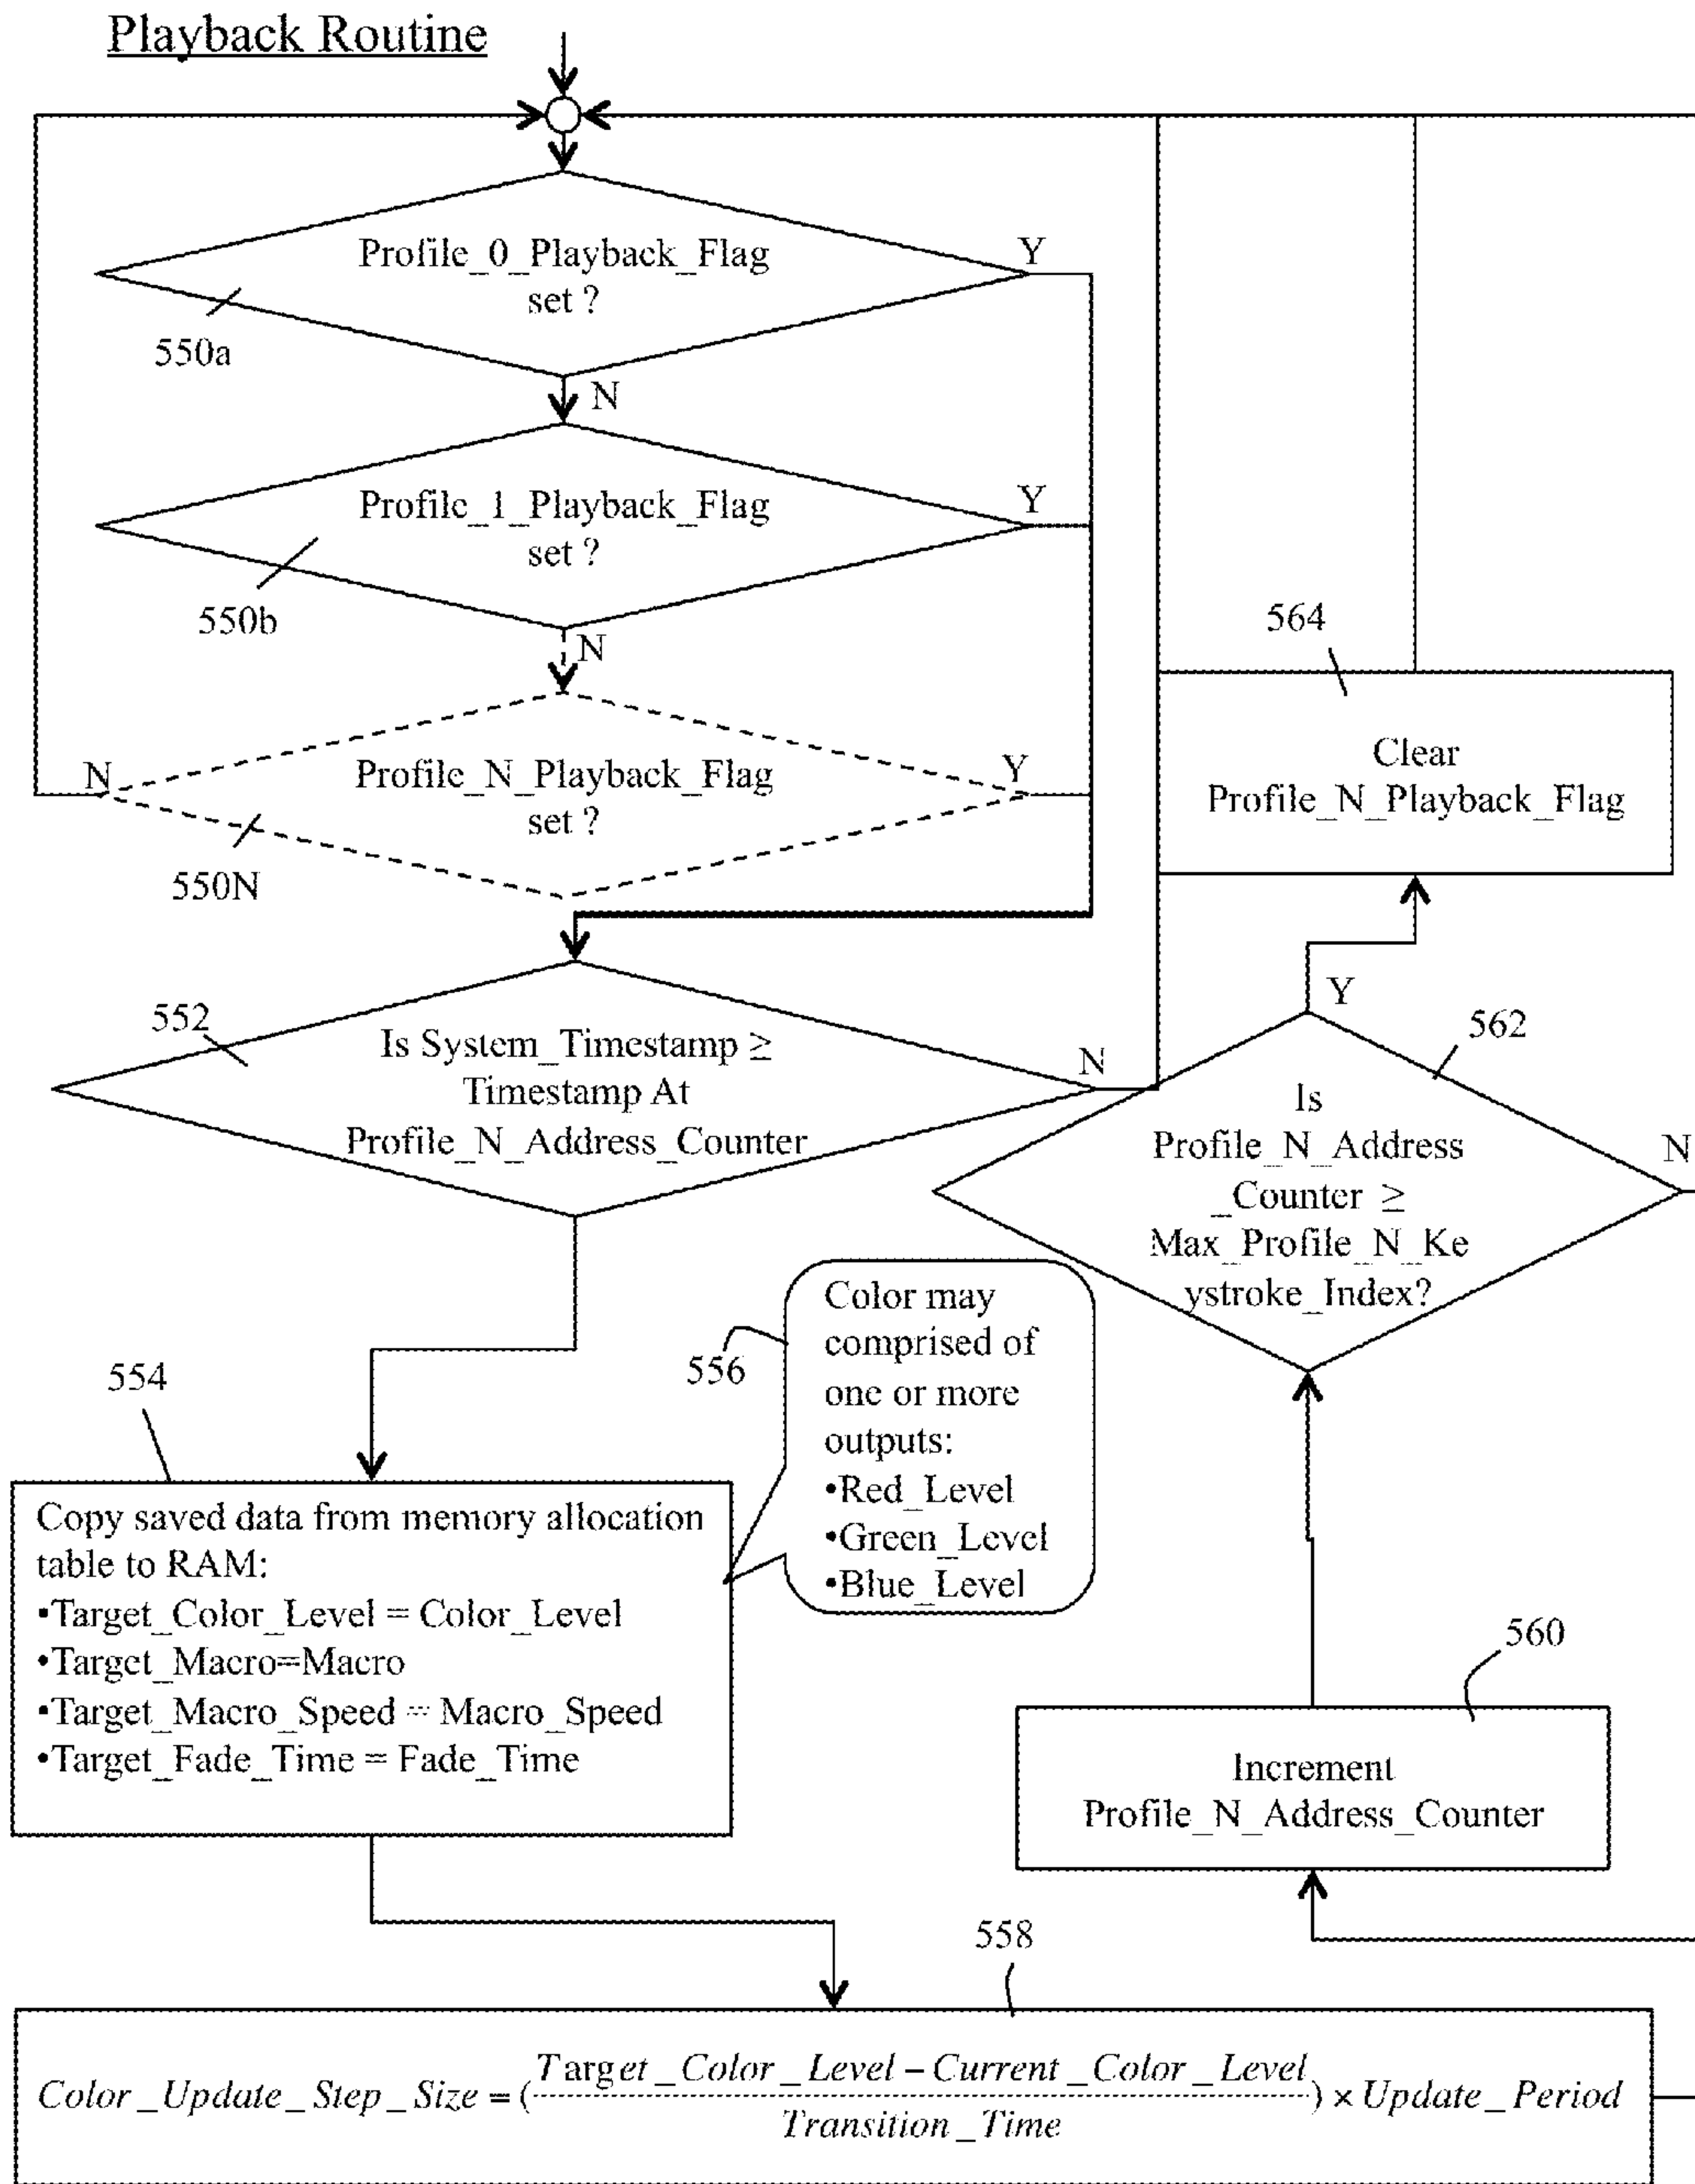 Playback Routine
Profile_0_Playback_Flag
set ?
Y
550a
N
Profile_1_Playback_Flag
set ?
Y
550b
N
Profile_N_Playback_Flag
set ?
N
Y
550N
564
Clear
Profile_N_Playback_Flag
552
Is System_Timestamp ≥
Timestamp At
Profile_N_Address_Counter
N
Y
562
Is
Profile_N_Address
_Counter ≥
Max_Profile_N_Ke
ystroke_Index?
N
556
Color may
comprised of
one or more
outputs:
•Red_Level
•Green_Level
•Blue_Level
554
Copy saved data from memory allocation
table to RAM:
•Target_Color_Level = Color_Level
•Target_Macro=Macro
•Target_Macro_Speed = Macro_Speed
•Target_Fade_Time = Fade_Time
560
Increment
Profile_N_Address_Counter
558
Color_Update_Step_Size = (Target_Color_Level – Current_Color_Level / Transition_Time) × Update_Period